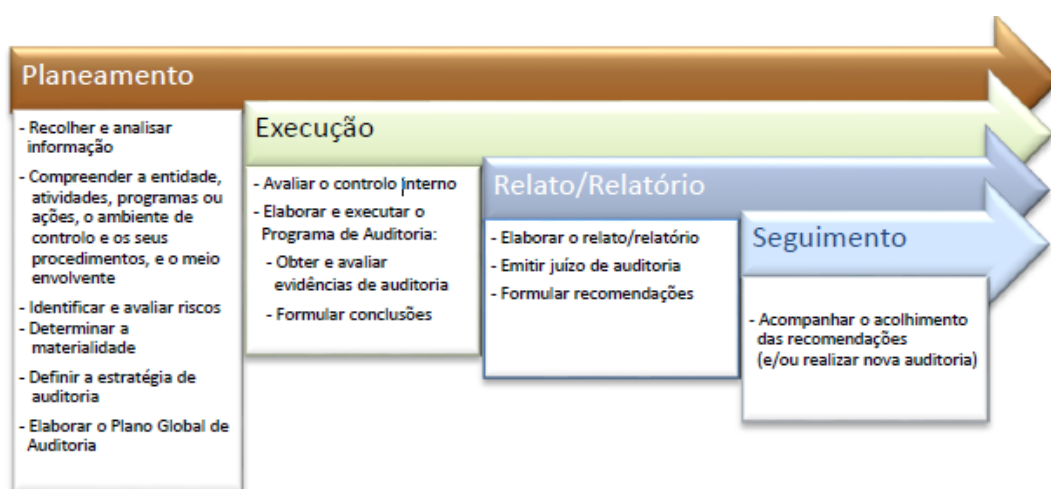 Planeamento
- Recolher e analisar
informação
- Compreender a entidade,
atividades, programas ou
ações, o ambiente de
controlo e os seus
procedimentos, e o meio
envolvente
- Identificar e avaliar riscos
- Determinar a
materialidade
- Definir a estratégia de
auditoria
- Elaborar o Plano Global de
Auditoria
Execução
- Avaliar o controlo interno
- Elaborar e executar o
Programa de Auditoria:
- Obter e avaliar
evidências de auditoria
- Formular conclusões
Relato/Relatório
- Elaborar o relato/relatório
- Emitir juízo de auditoria
- Formular recomendações
Seguimento
- Acompanhar o acolhimento
das recomendações
(e/ou realizar nova auditoria)